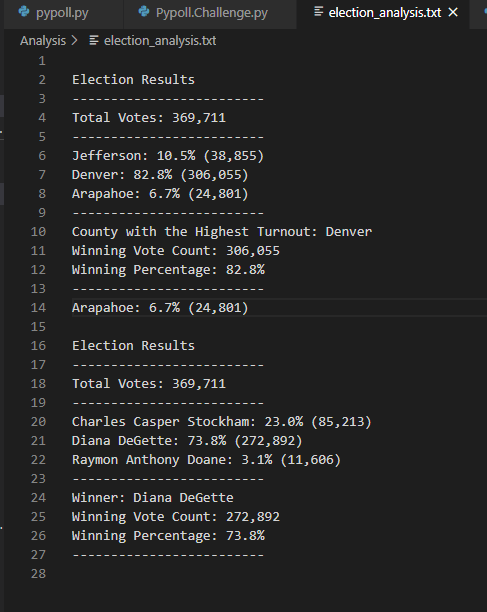 pypoll.py Pypoll.Challenge.py election_analysis.txt ×
Analysis > election_analysis.txt
1
2 Election Results
3 -------------------------
4 Total Votes: 369,711
5 -------------------------
6 Jefferson: 10.5% (38,855)
7 Denver: 82.8% (306,055)
8 Arapahoe: 6.7% (24,801)
9 -------------------------
10 County with the Highest Turnout: Denver
11 Winning Vote Count: 306,055
12 Winning Percentage: 82.8%
13 -------------------------
14 Arapahoe: 6.7% (24,801)
15
16 Election Results
17 -------------------------
18 Total Votes: 369,711
19 -------------------------
20 Charles Casper Stockham: 23.0% (85,213)
21 Diana DeGette: 73.8% (272,892)
22 Raymon Anthony Doane: 3.1% (11,606)
23 -------------------------
24 Winner: Diana DeGette
25 Winning Vote Count: 272,892
26 Winning Percentage: 73.8%
27 -------------------------
28